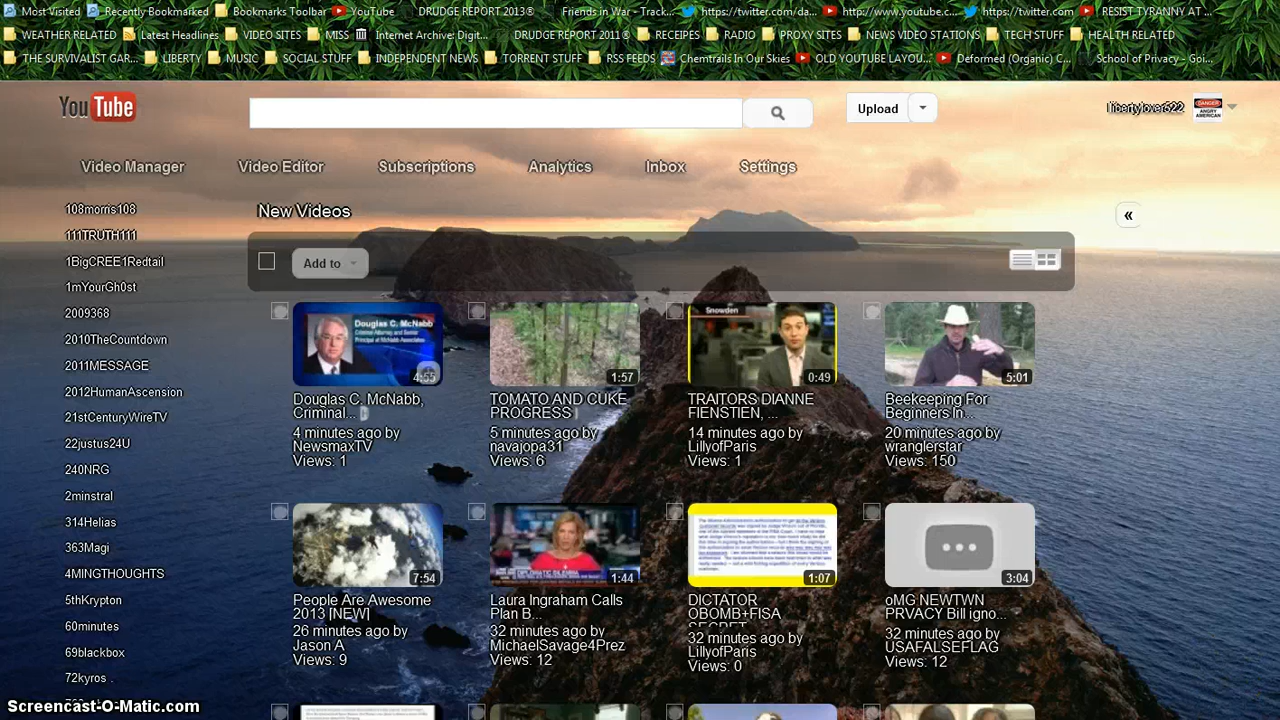 Most Visited Recently Bookmarked Bookmarks Toolbar YouTube DRUDGE REPORT 2013® Friends in War - Track... https://twitter.com/da... http://www.youtube.c... https://twitter.com RESIST TYRANNY AT ...
WEATHER RELATED Latest Headlines VIDEO SITES MISS Internet Archive: Digit... DRUDGE REPORT 2011® RECEIPES RADIO PROXY SITES NEWS VIDEO STATIONS TECH STUFF HEALTH RELATED
THE SURVIVALIST GAR... LIBERTY MUSIC SOCIAL STUFF INDEPENDENT NEWS TORRENT STUFF RSS FEEDS Chemtrails In Our Skies OLD YOUTUBE LAYOU... Deformed (Organic) C... School of Privacy - Goi...
YouTube
Upload
libertylover522
DANGER
ANGRY
AMERICAN
Video Manager Video Editor Subscriptions Analytics Inbox Settings
New Videos
«
Add to
108morris108
111TRUTH111
1BigCREE1Redtail
1mYourGh0st
2009368
2011MESSAGE
2012HumanAscension
21stCenturyWireTV
22justus24U
240NRG
2minstral
5thKrypton
60minutes
69blackbox
72kyros .
Douglas C. McNabb
4:55
1:57
Snowden
0:49
5:01
Douglas C. McNabb,
Criminal...
4 minutes ago by
NewsmaxTV
Views: 1
TOMATO AND CUKE
PROGRESS
5 minutes ago by
navajopa31
Views: 6
TRAITORS DIANNE
FIENSTIEN, ...
14 minutes ago by
LillyofParis
Views: 1
Beekeeping For
Beginners In...
20 minutes ago by
wranglerstar
Views: 150
7:54
DIPLOMATIC DILEMMA
1:44
1:07
3:04
People Are Awesome
2013 [NEV]
26 minutes ago by
Jason A
Views: 9
Laura Ingraham Calls
Plan B...
32 minutes ago by
MichaelSavage4Prez
Views: 12
DICTATOR
OBOMB+FISA
SECRET
32 minutes ago by
LillyofParis
Views: 0
oMG NEWTWN
PRVACY Bill igno...
32 minutes ago by
USAFALSEFLAG
Views: 12
Screencast-O-Matic.com